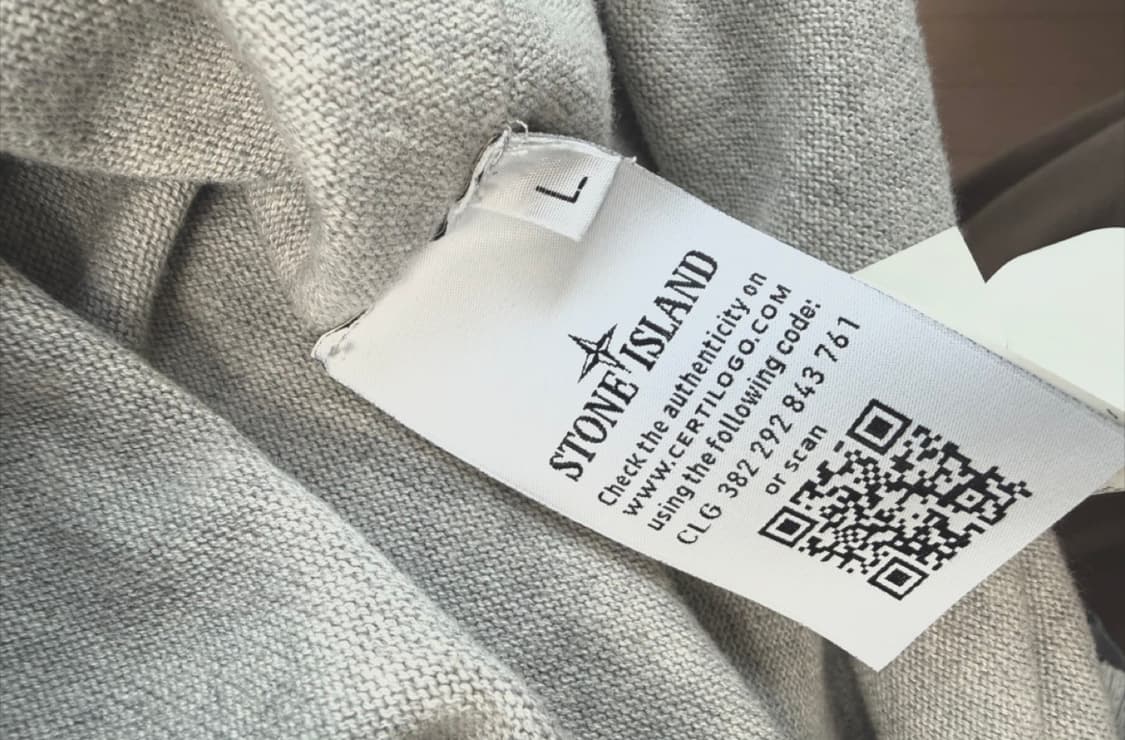 L
STONE ISLAND
Check the authenticity on
www.CERTILOGO.COM
using the following code:
CLG 382 292 843 761
or scan